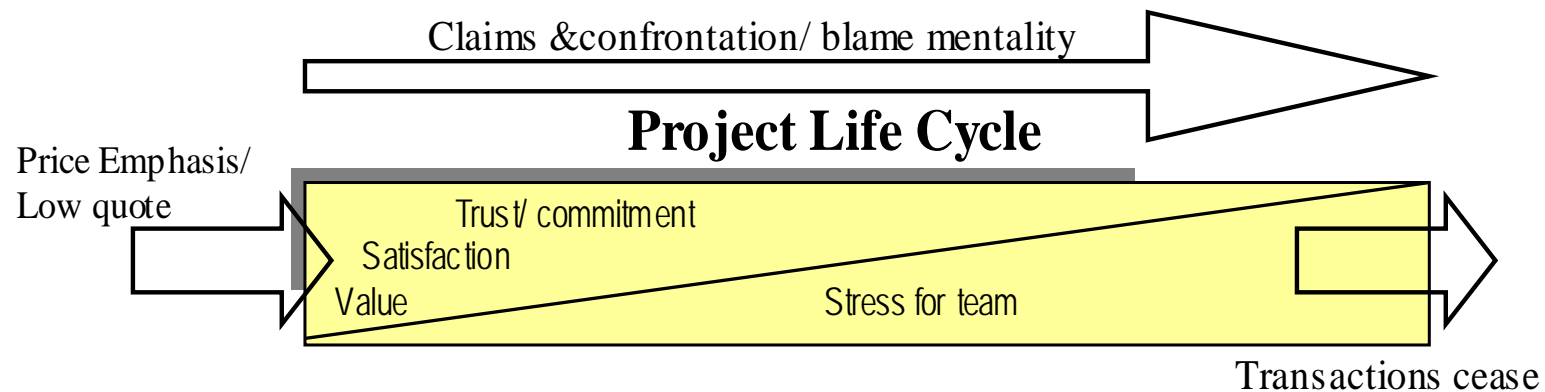 Claims &confrontation/ blame mentality
Project Life Cycle
Price Emphasis/
Low quote
Trust/ commitment
Satisfaction
Value
Stress for team
Transactions cease